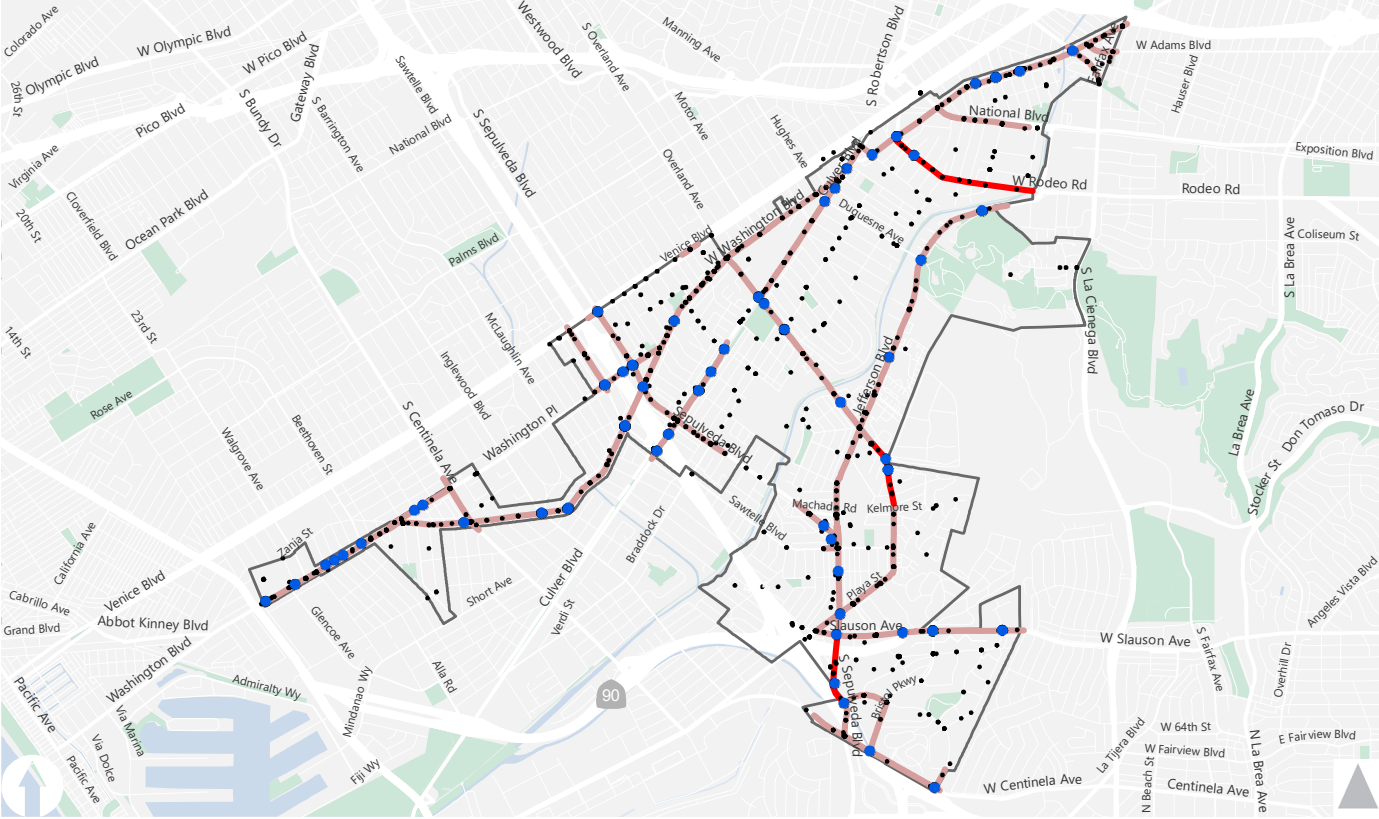 Colorado Ave
W Olympic Blvd
W Pico Blvd
Olympic Blvd
Gateway Blvd
26th St
Pico Blvd
S Bundy Dr
S Barrington Ave
Sawtelle Blvd
National Blvd
Westwood Blvd
S Overland Ave
Manning Ave
S Robertson Blvd
Motor Ave
Hughes Ave
S Sepulveda Blvd
Overland Ave
Fairfax Ave
W Adams Blvd
Hauser Blvd
National Blvd
Exposition Blvd
W Rodeo Rd
Rodeo Rd
Virginia Ave
Cloverfield Blvd
20th St
Ocean Park Blvd
Palms Blvd
Venice Blvd
W Washington Blvd
Culver Blvd
Duquesne Ave
Coliseum St
S La Brea Ave
S La Cienega Blvd
14th St
23rd St
McLaughlin Ave
Inglewood Blvd
Rose Ave
S Centinela Ave
Washington Pl
Beethoven St
Walgrove Ave
Sepulveda Blvd
Jefferson Blvd
La Brea Ave
Don Tomaso Dr
Stocker St
Machado Rd
Kelmore St
Sawtelle Blvd
Braddock Dr
Zanja St
California Ave
Venice Blvd
Short Ave
Culver Blvd
Verdi St
Playa St
Slauson Ave
W Slauson Ave
S Fairfax Ave
Angeles Vista Blvd
Overhill Dr
Cabrillo Ave
Grand Blvd
Abbot Kinney Blvd
Washington Blvd
Glencoe Ave
Alla Rd
Admiralty Wy
Mindanao Wy
Pacific Ave
Via Marina
Via Dolce
Pacific Ave
Fiji Wy
90
S Sepulveda Blvd
Bristol Pkwy
W 64th St
La Tijera Blvd
W Fairview Blvd
E Fairview Blvd
N Beach St
N La Brea Ave
W Centinela Ave
Centinela Ave